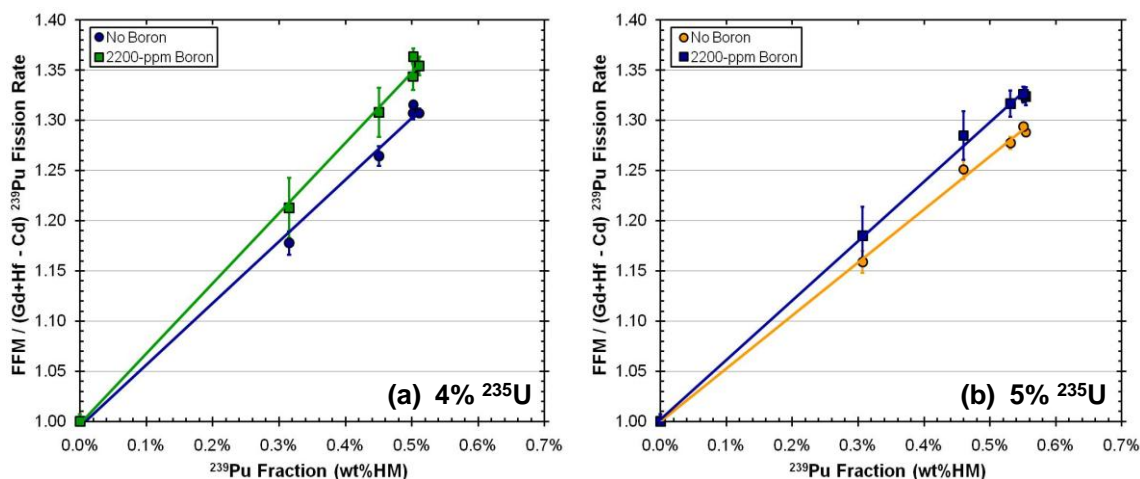 FFM / (Gd+Hf - Cd) ²³⁹Pu Fission Rate
1.40
1.35
1.30
1.25
1.20
1.15
1.10
1.05
1.00
No Boron
2200-ppm Boron
(a) 4% ²³⁵U
0.0% 0.1% 0.2% 0.3% 0.4% 0.5% 0.6% 0.7%
²³⁹Pu Fraction (wt%HM)
FFM / (Gd+Hf - Cd) ²³⁹Pu Fission Rate
1.40
1.35
1.30
1.25
1.20
1.15
1.10
1.05
1.00
No Boron
2200-ppm Boron
(b) 5% ²³⁵U
0.0% 0.1% 0.2% 0.3% 0.4% 0.5% 0.6% 0.7%
²³⁹Pu Fraction (wt%HM)